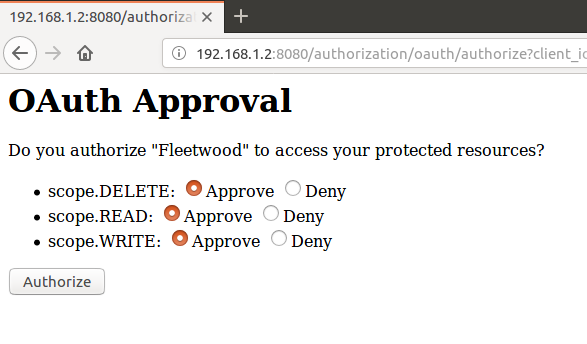 192.168.1.2:8080/authoriza
192.168.1.2:8080/authorization/oauth/authorize?client_i
OAuth Approval
Do you authorize "Fleetwood" to access your protected resources?
• scope.DELETE: Approve Deny
• scope.READ: Approve Deny
• scope.WRITE: Approve Deny
Authorize